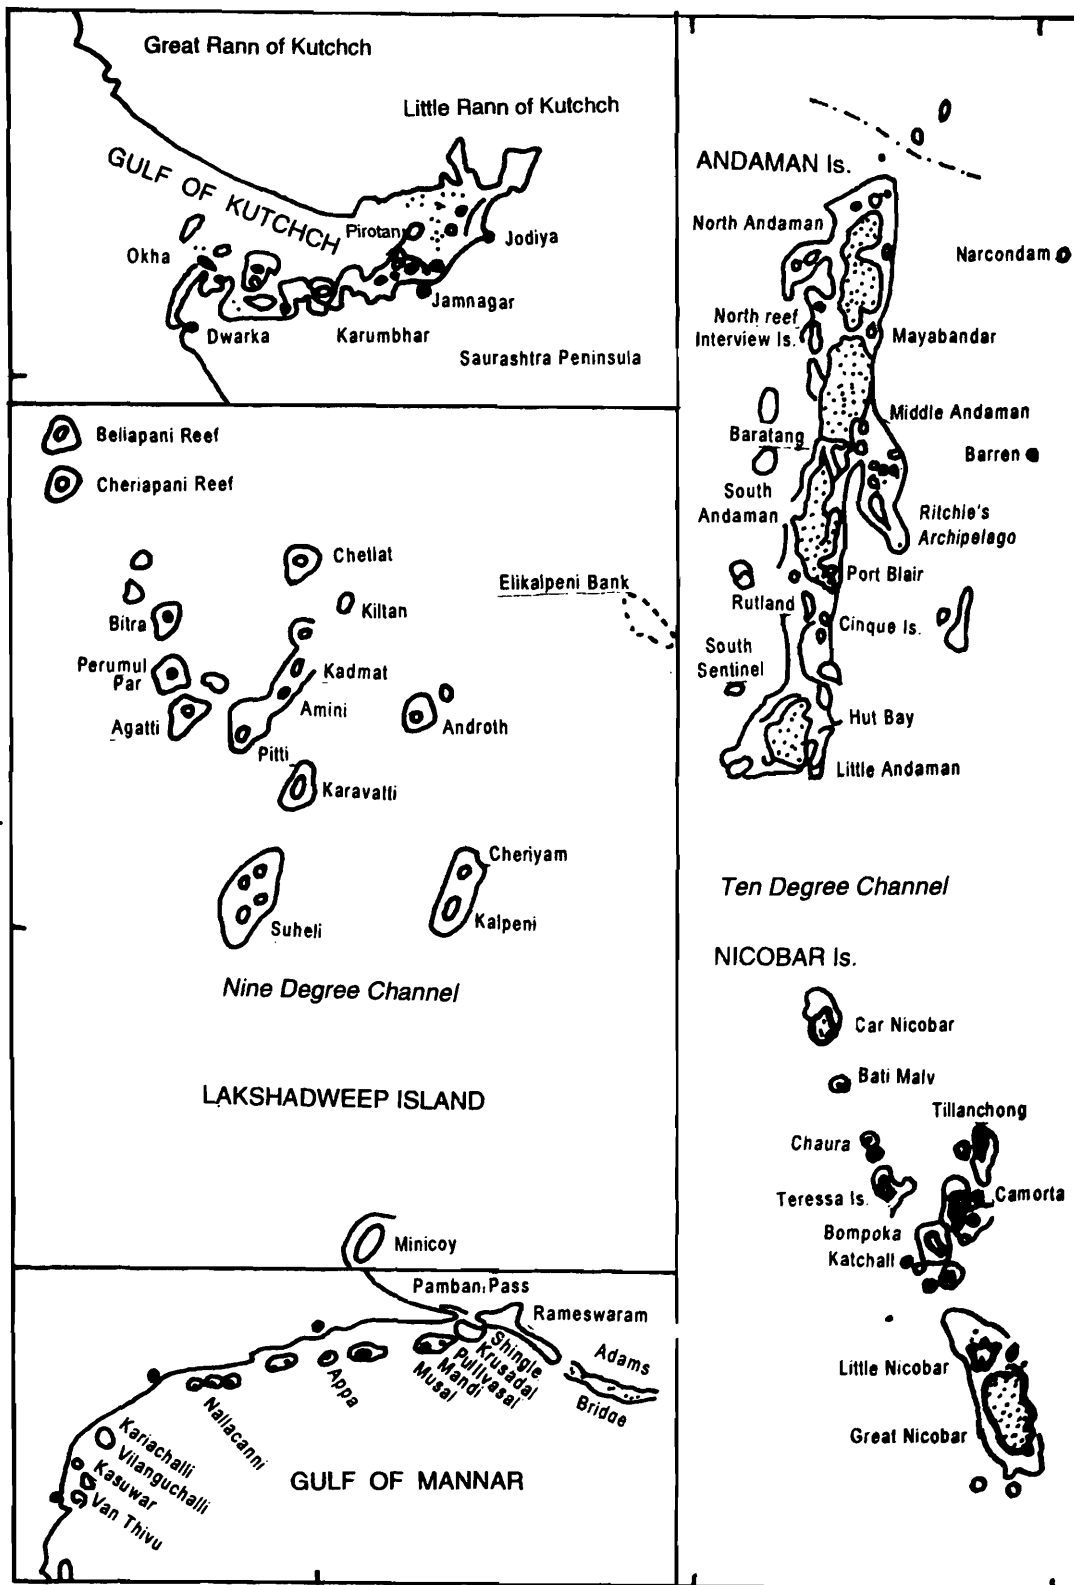 Great Rann of Kutchch
Little Rann of Kutchch
GULF OF KUTCHCH
Pirotan
Okha
Jodiya
Jamnagar
Dwarka
Karumbhar
Saurashtra Peninsula
Beliapani Reef
Cheriapani Reef
Chetlat
Elikalpeni Bank
Kiltan
Bitra
Perumul
Par
Kadmat
Amini
Agatti
Androth
Pitti
Karavatti
Cheriyam
Suheli
Kalpeni
Nine Degree Channel
LAKSHADWEEP ISLAND
Minicoy
Pamban Pass
Rameswaram
Shingle
Krusadal
Pullivasal
Mandi
Musal
Adams
Bridge
Appa
Nallacanni
Kariachalli
Vilanguchalli
Kasuwar
Van Thivu
GULF OF MANNAR
ANDAMAN Is.
North Andaman
Narcondam
North reef
Interview Is.
Mayabandar
Middle Andaman
Baratang
Barren
South
Andaman
Ritchie's
Archipelago
Port Blair
Rutland
Cinque Is.
South
Sentinel
Hut Bay
Little Andaman
Ten Degree Channel
NICOBAR Is.
Car Nicobar
Bati Malv
Tillanchong
Chaura
Teressa Is.
Camorta
Bompoka
Katchall
Little Nicobar
Great Nicobar